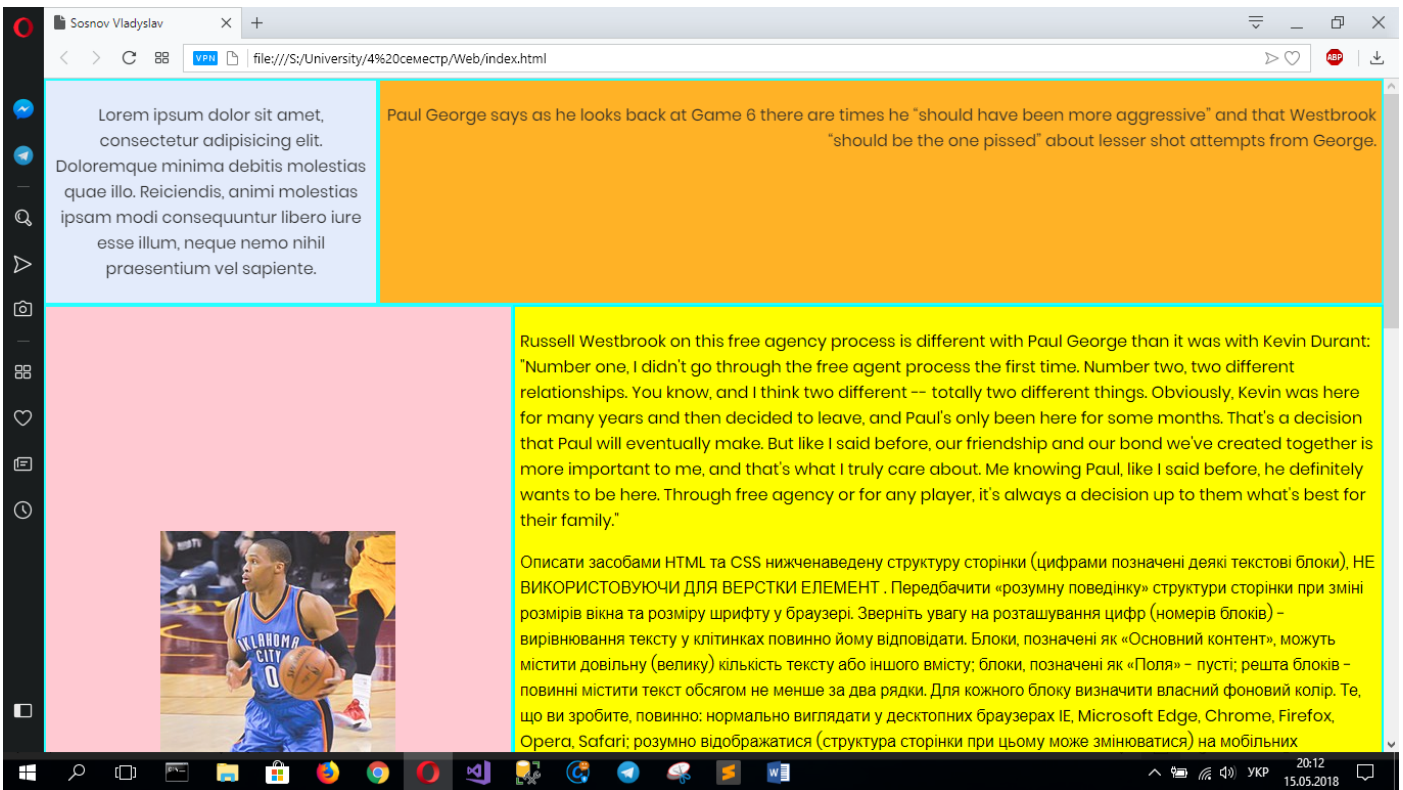 Sosnov Vladyslav
VPN
file:///S:/University/4%20семестр/Web/index.html
ABP
Lorem ipsum dolor sit amet,
consectetur adipisicing elit.
Doloremque minima debitis molestias
quae illo. Reiciendis, animi molestias
ipsam modi consequuntur libero iure
esse illum, neque nemo nihil
praesentium vel sapiente.
Paul George says as he looks back at Game 6 there are times he “should have been more aggressive” and that Westbrook
“should be the one pissed” about lesser shot attempts from George.
OKLAHOMA
CITY
0
Russell Westbrook on this free agency process is different with Paul George than it was with Kevin Durant:
"Number one, I didn't go through the free agent process the first time. Number two, two different
relationships. You know, and I think two different -- totally two different things. Obviously, Kevin was here
for many years and then decided to leave, and Paul's only been here for some months. That's a decision
that Paul will eventually make. But like I said before, our friendship and our bond we've created together is
more important to me, and that's what I truly care about. Me knowing Paul, like I said before, he definitely
wants to be here. Through free agency or for any player, it's always a decision up to them what's best for
their family."
Описати засобами HTML та CSS нижченаведену структуру сторінки (цифрами позначені деякі текстові блоки), НЕ
ВИКОРИСТОВУЮЧИ ДЛЯ ВЕРСТКИ ЕЛЕМЕНТ . Передбачити «розумну поведінку» структури сторінки при зміні
розмірів вікна та розміру шрифту у браузері. Зверніть увагу на розташування цифр (номерів блоків) –
вирівнювання тексту у клітинках повинно йому відповідати. Блоки, позначені як «Основний контент», можуть
містити довільну (велику) кількість тексту або іншого вмісту; блоки, позначені як «Поля» – пусті; решта блоків –
повинні містити текст обсягом не менше за два рядки. Для кожного блоку визначити власний фоновий колір. Те,
що ви зробите, повинно: нормально виглядати у десктопних браузерах IE, Microsoft Edge, Chrome, Firefox,
Opera, Safari; розумно відображатися (структура сторінки при цьому може змінюватися) на мобільних
УКР
20:12
15.05.2018